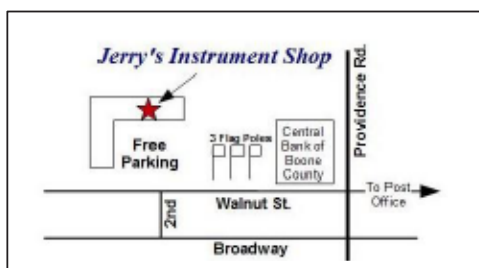 Jerry's Instrument Shop
Providence Rd.
3 Flag Poles
Central
Bank of
Boone
County
Free
Parking
To Post
Office
2nd
Walnut St.
Broadway